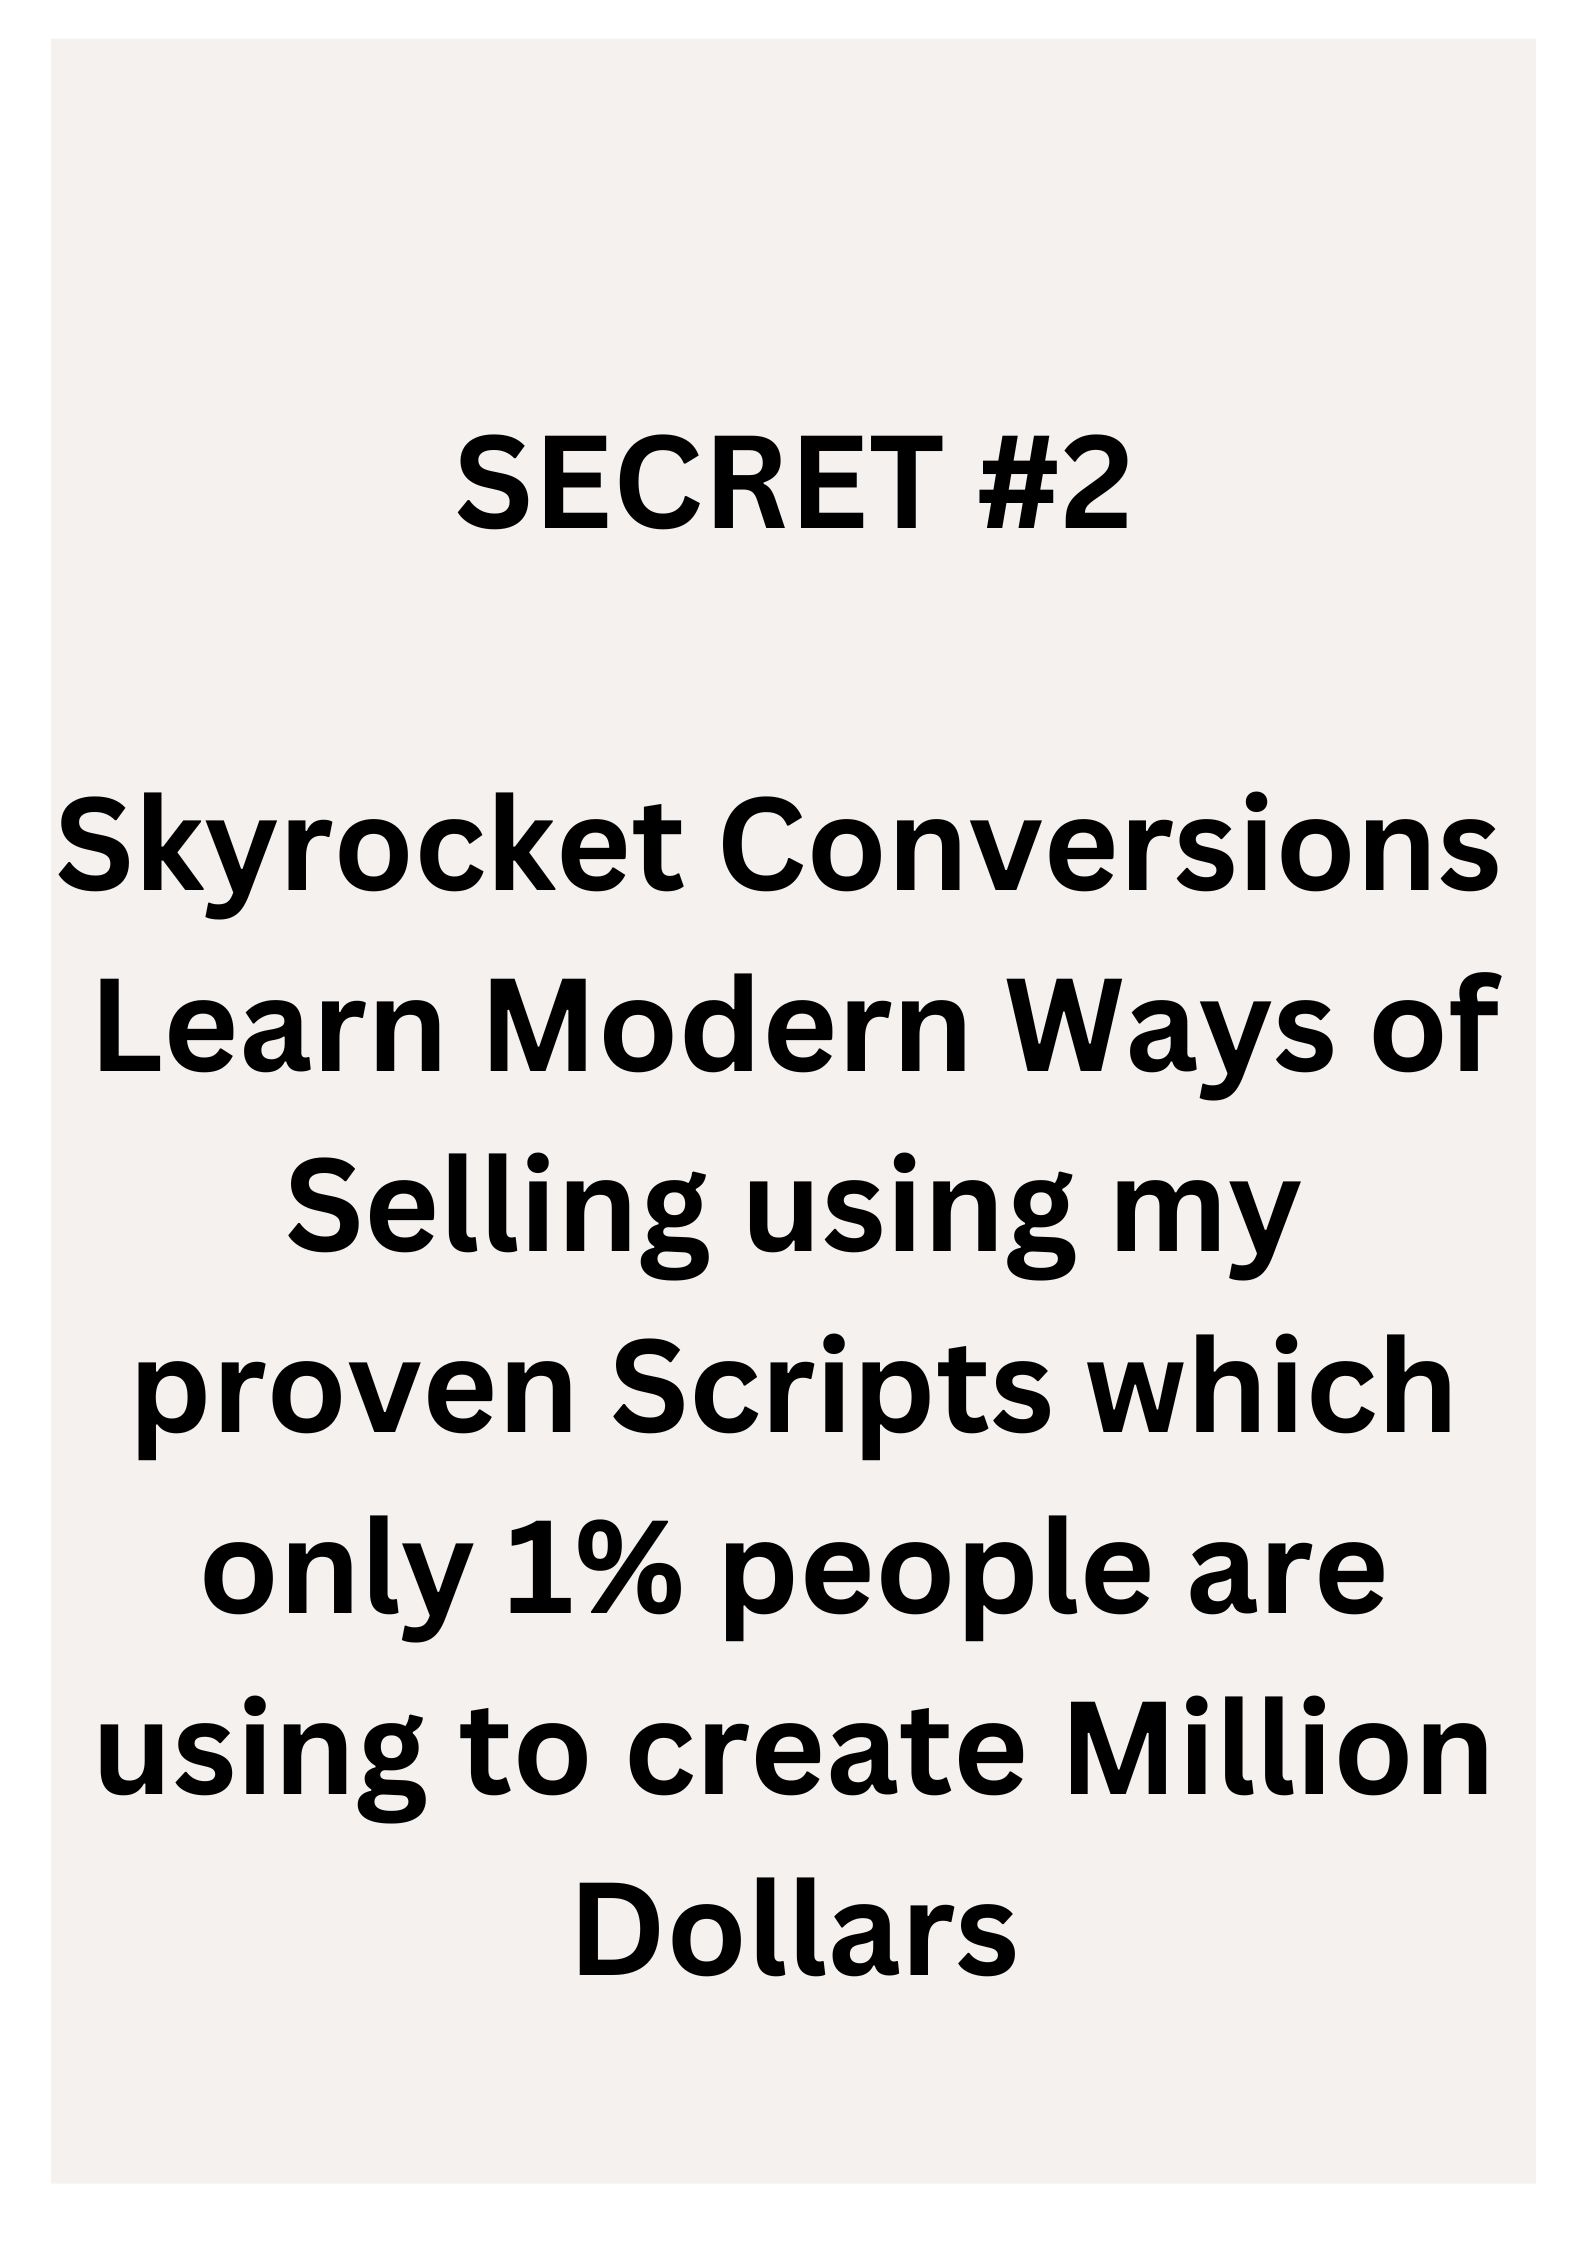 SECRET #2
Skyrocket Conversions
Learn Modern Ways of
Selling using my
proven Scripts which
only 1% people are
using to create Million
Dollars